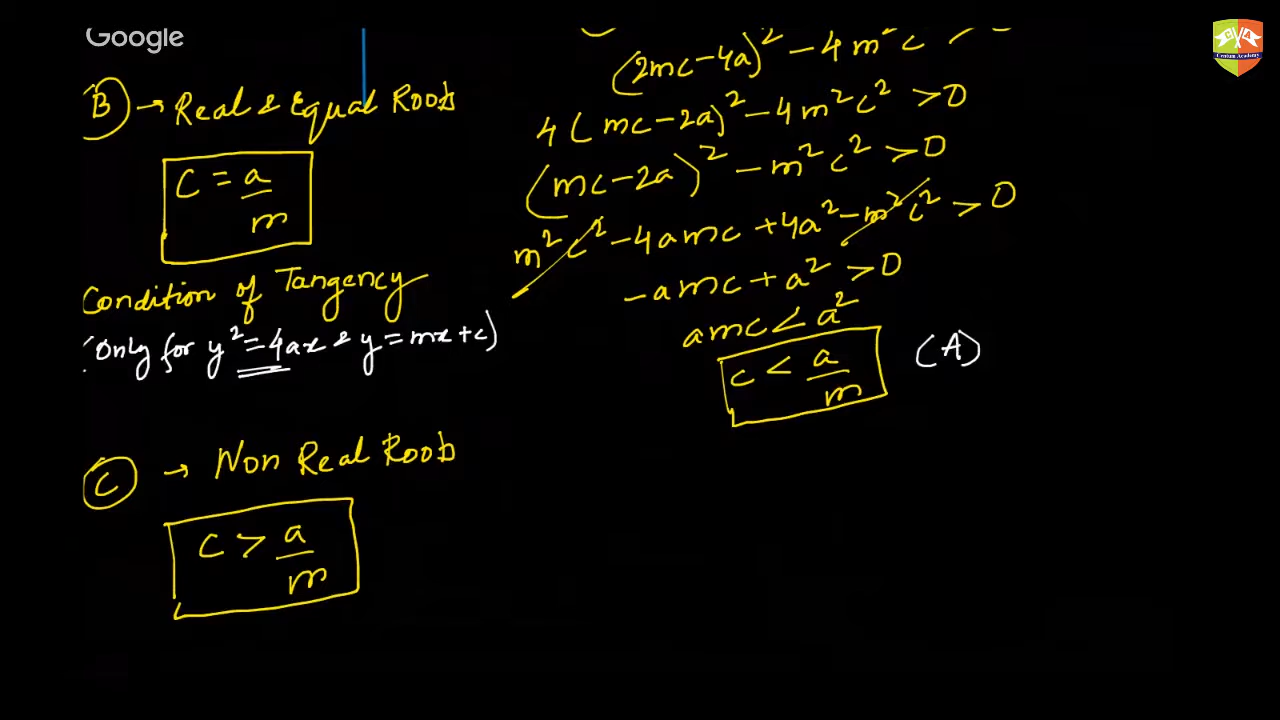 Google
B → Real & Equal Roots
c = a/m
Condition of Tangency
(Only for y² = 4ax & y = mx + c)
C → Non Real Roots
c > a/m
(2mc - 4a)² - 4m²c
4(mc - 2a)² - 4m²c² > 0
(mc - 2a)² - m²c² > 0
m²c² - 4amc + 4a² - m²c² > 0
- amc + a² > 0
amc < a²
c < a/m (A)
Centum Academy